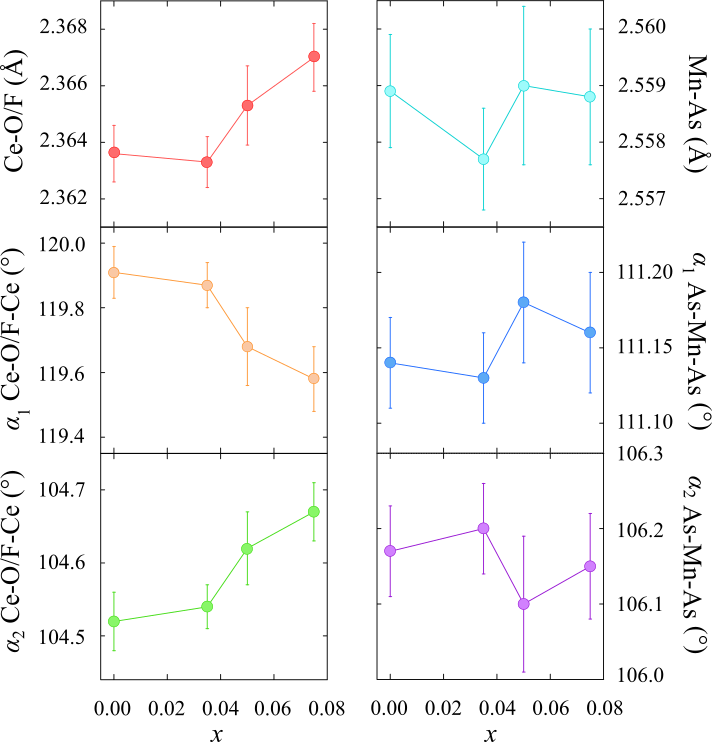 2.368
2.366
2.364
2.362
Ce-O/F (Å)
2.560
2.559
2.558
2.557
Mn-As (Å)
120.0
119.8
119.6
119.4
α1 Ce-O/F-Ce (°)
111.20
111.15
111.10
α1 As-Mn-As (°)
104.7
104.6
104.5
α2 Ce-O/F-Ce (°)
106.3
106.2
106.1
106.0
α2 As-Mn-As (°)
0.00 0.02 0.04 0.06 0.08
x
0.00 0.02 0.04 0.06 0.08
x